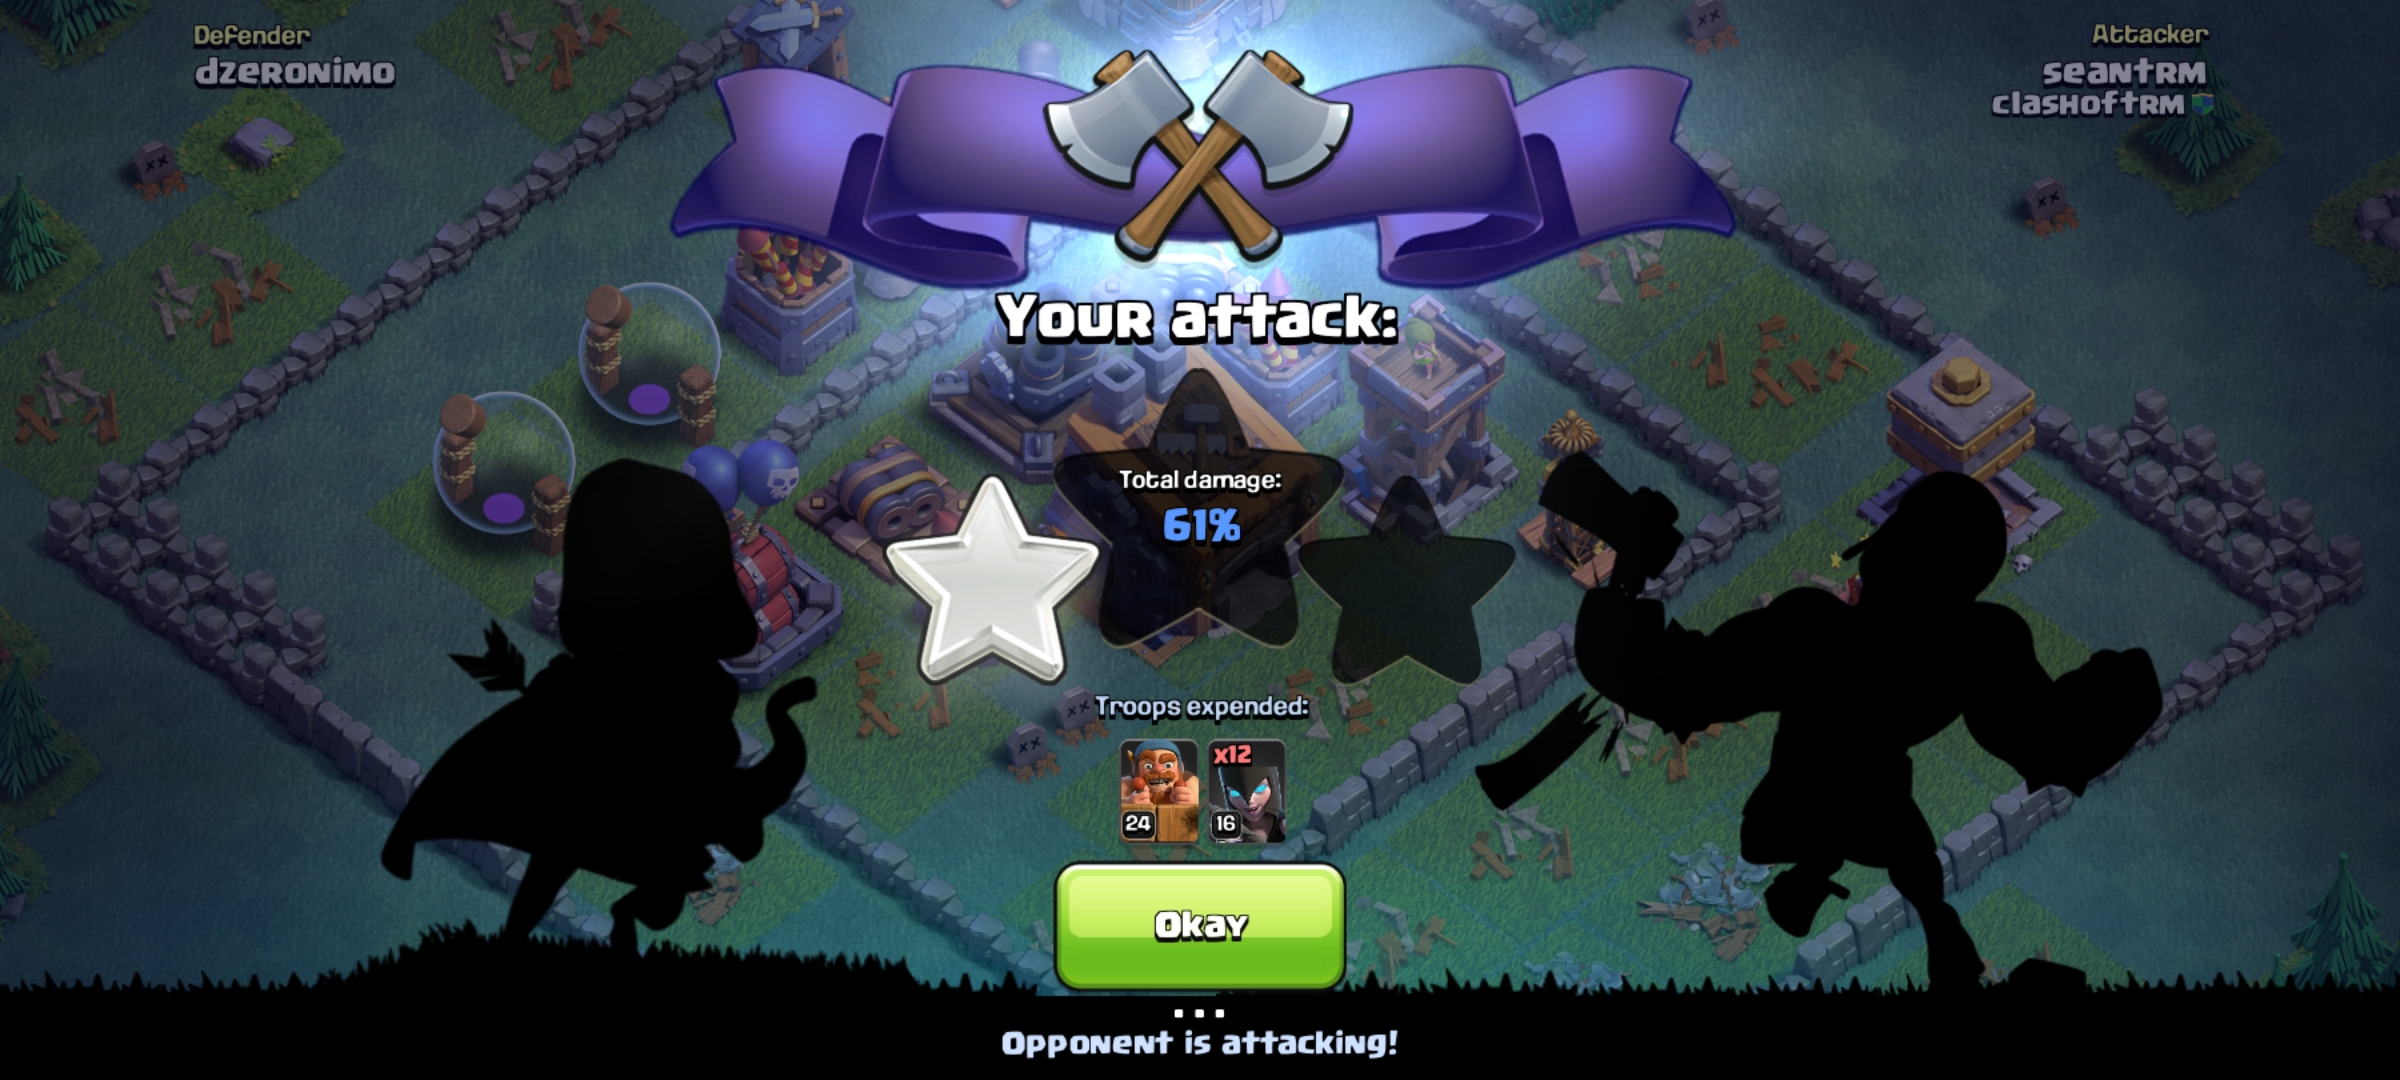 Defender
dzeronimo
Attacker
seantrm
clashoftrm
Your attack:
Total damage:
61%
Troops expended:
x12
24
16
Okay
...
Opponent is attacking!